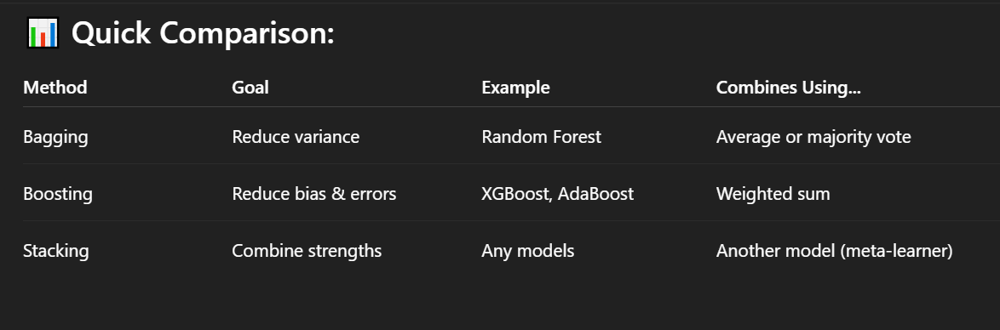 📊 Quick Comparison:
Method Goal Example Combines Using...
Bagging Reduce variance Random Forest Average or majority vote
Boosting Reduce bias & errors XGBoost, AdaBoost Weighted sum
Stacking Combine strengths Any models Another model (meta-learner)